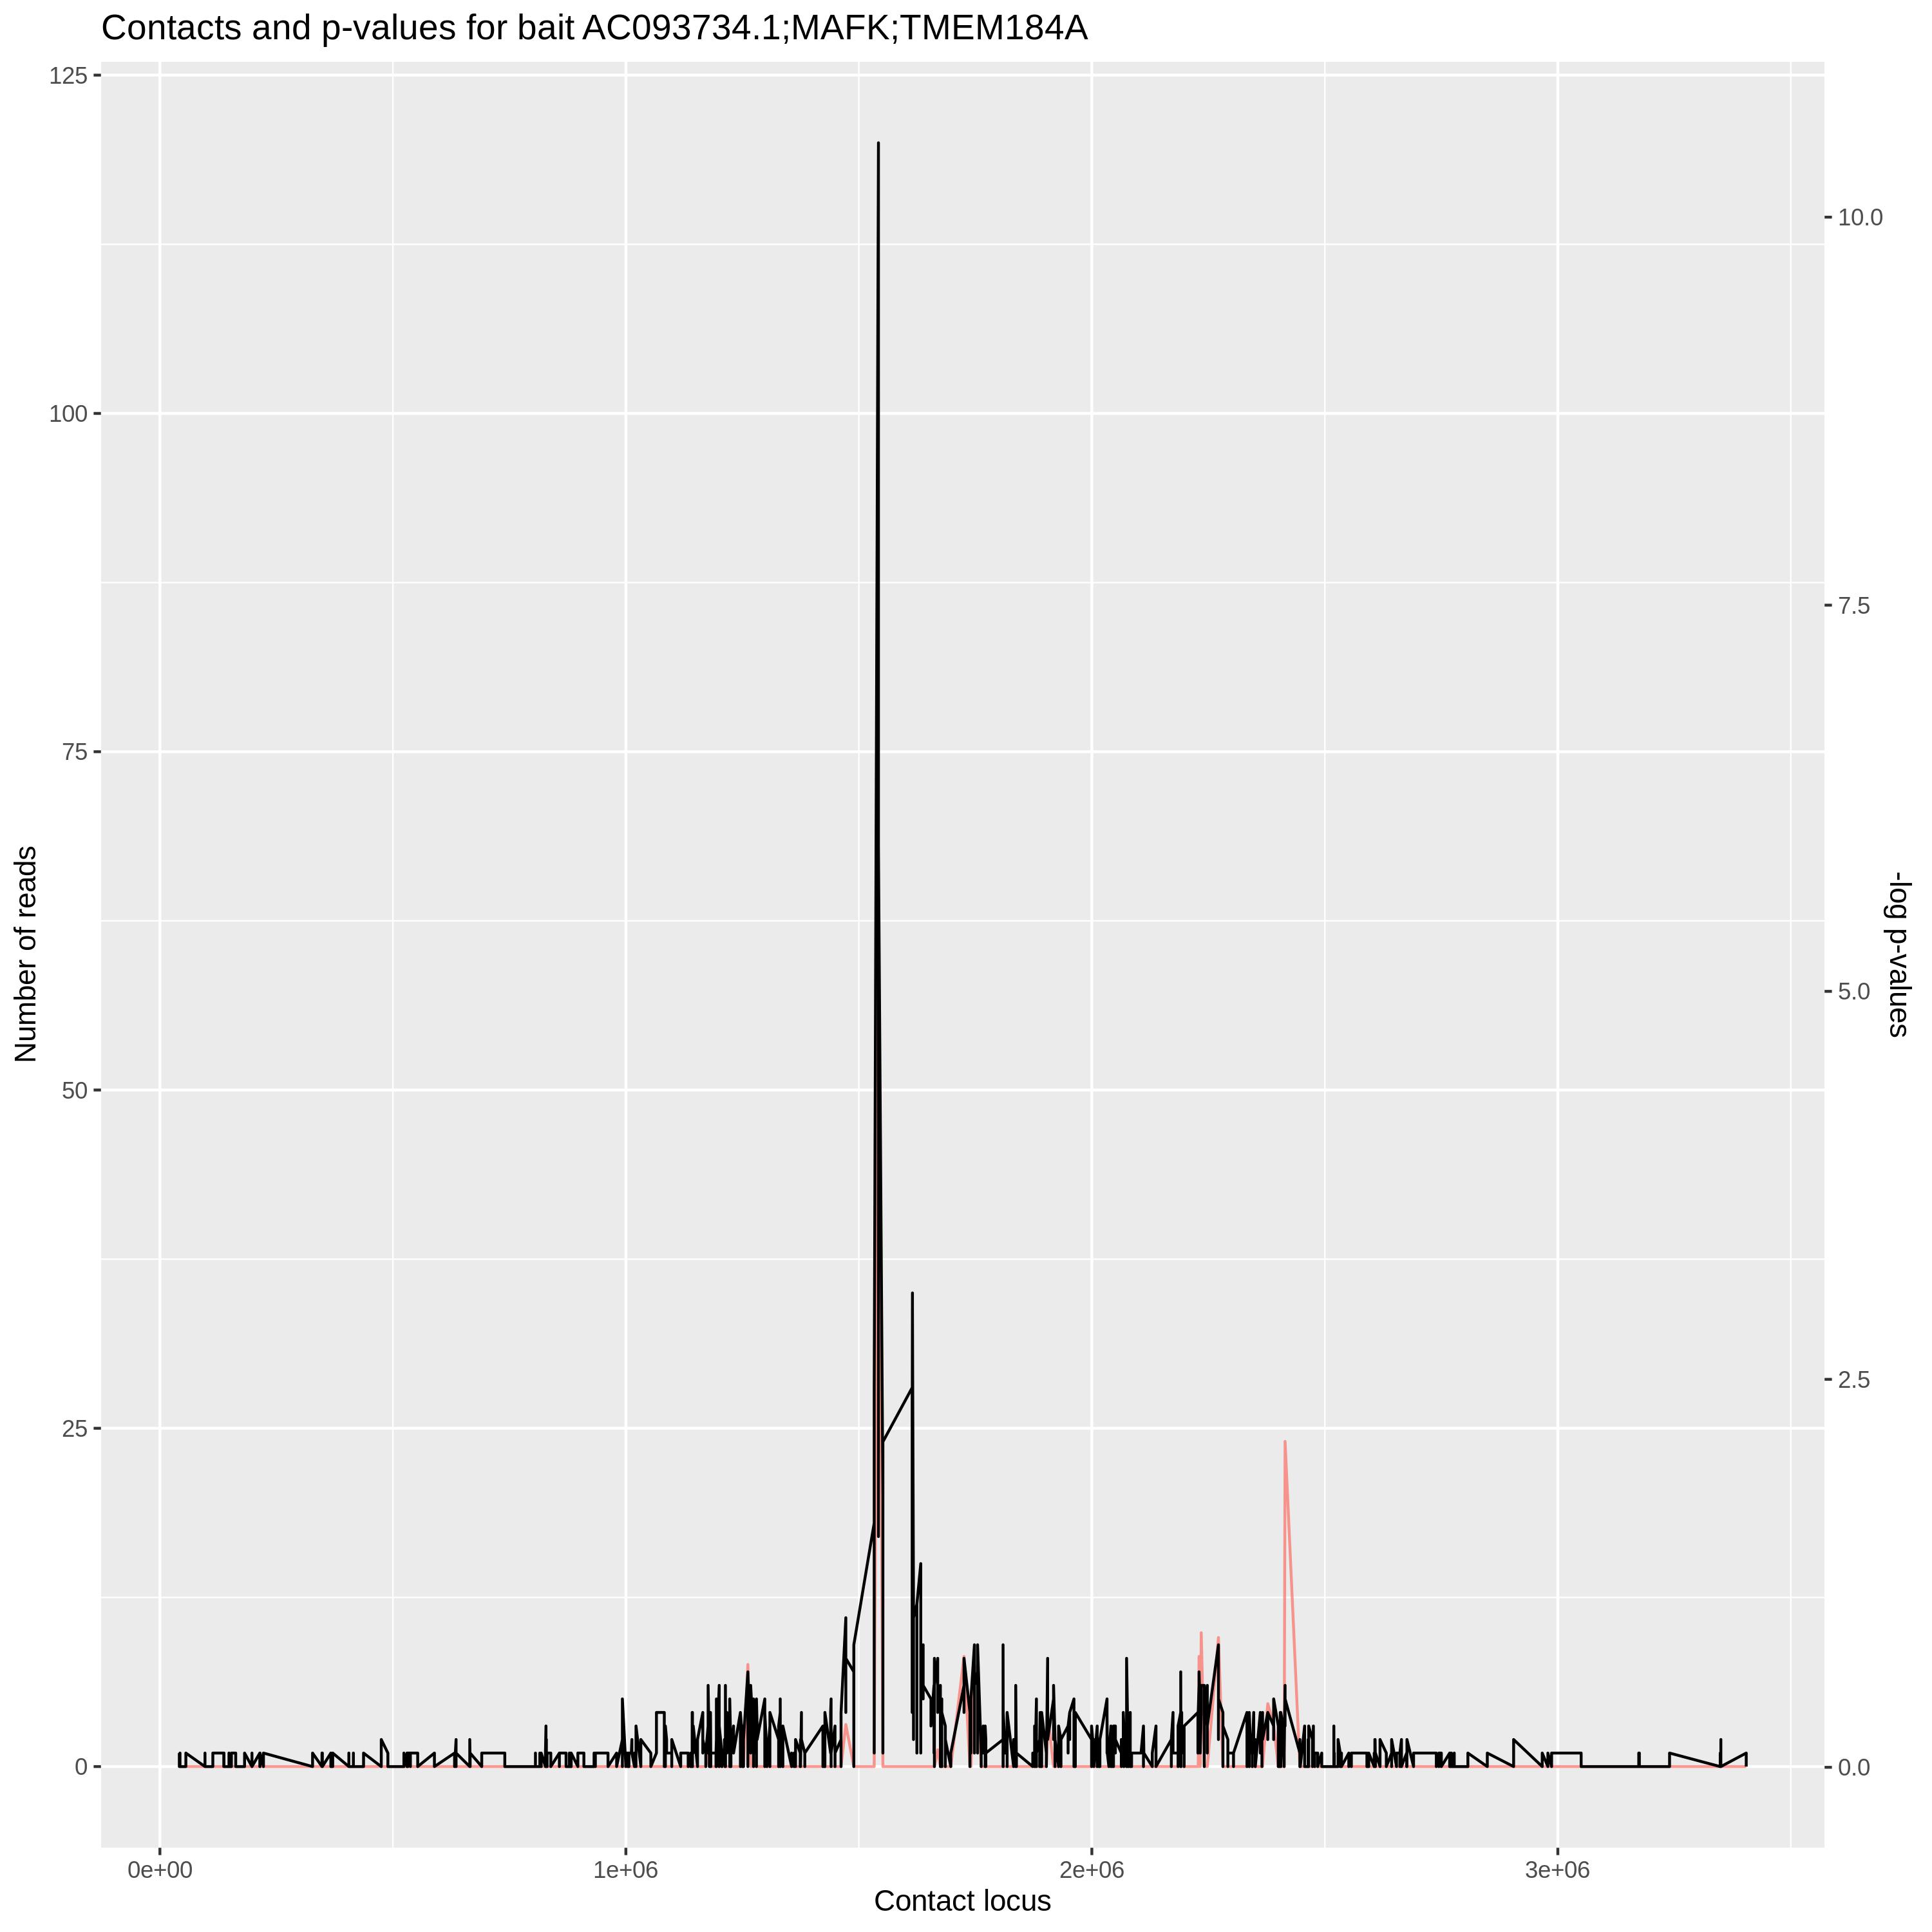 Contacts and p-values for bait AC093734.1;MAFK;TMEM184A
125
100
75
50
25
0
Number of reads
10.0
7.5
5.0
2.5
0.0
-log p-values
0e+00 1e+06 2e+06 3e+06
Contact locus